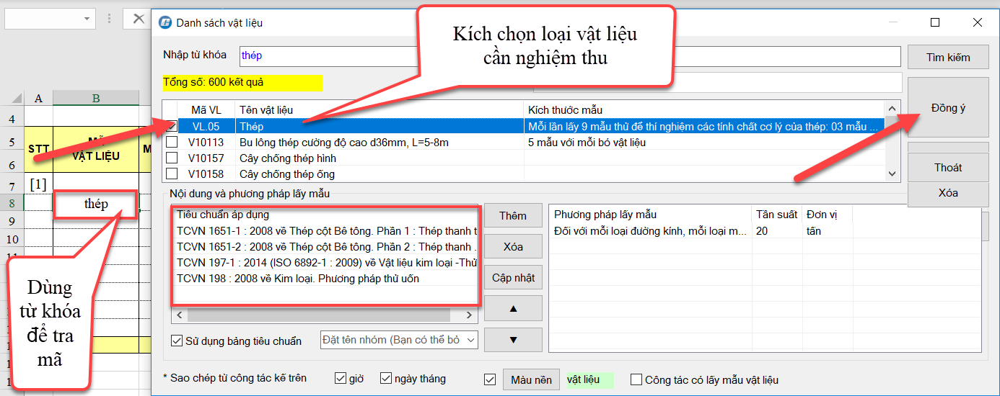 Danh sách vật liệu
Kích chọn loại vật liệu
cần nghiệm thu
Nhập từ khóa
thép
Tìm kiếm
Tổng số: 600 kết quả
Đồng ý
Thoát
Xóa
A B
4
5
6
7
8
9
10
STT
VẬT LIỆU
[1]
thép
Dùng
từ khóa
để tra
mã
Mã VL Tên vật liệu Kích thước mẫu
VL.05 Thép Mỗi lần lấy 9 mẫu thử để thí nghiệm các tính chất cơ lý của thép: 03 mẫu ...
V10113 Bu lông thép cường độ cao d36mm, L=5-8m 5 mẫu với mỗi bó vật liệu
V10157 Cây chống thép hình
V10158 Cây chống thép ống
Nội dung và phương pháp lấy mẫu
Tiêu chuẩn áp dụng
TCVN 1651-1 : 2008 về Thép cột Bê tông. Phần 1 : Thép thanh t
TCVN 1651-2 : 2008 về Thép cột Bê tông. Phần 2 : Thép thanh .
TCVN 197-1 : 2014 (ISO 6892-1 : 2009) về Vật liệu kim loại -Thử
TCVN 198 : 2008 về Kim loại. Phương pháp thử uốn
Thêm
Xóa
Cập nhật
▲
▼
Phương pháp lấy mẫu Tần suất Đơn vị
Đối với mỗi loại đường kính, mỗi loại m... 20 tấn
Sử dụng bảng tiêu chuẩn
Đặt tên nhóm (Bạn có thể bỏ
* Sao chép từ công tác kế trên giờ ngày tháng Màu nền vật liệu Công tác có lấy mẫu vật liệu